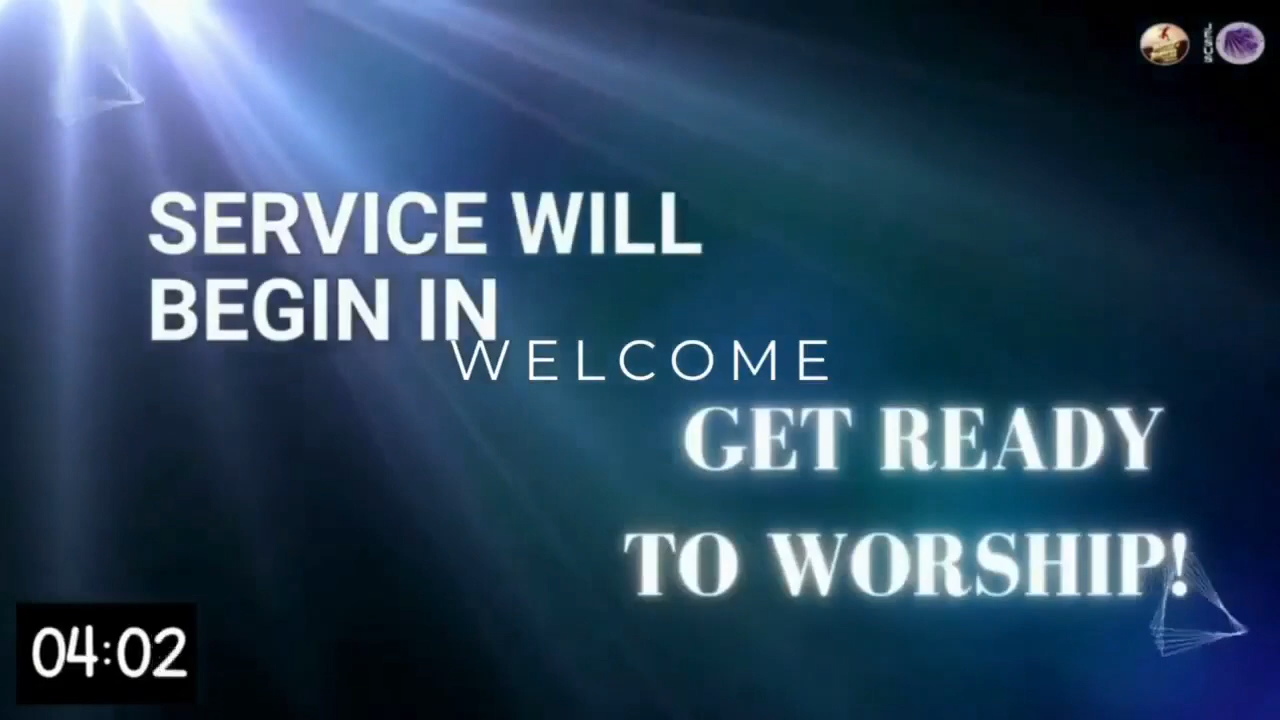 SERVICE WILL
BEGIN IN
WELCOME
GET READY
TO WORSHIP!
04:02